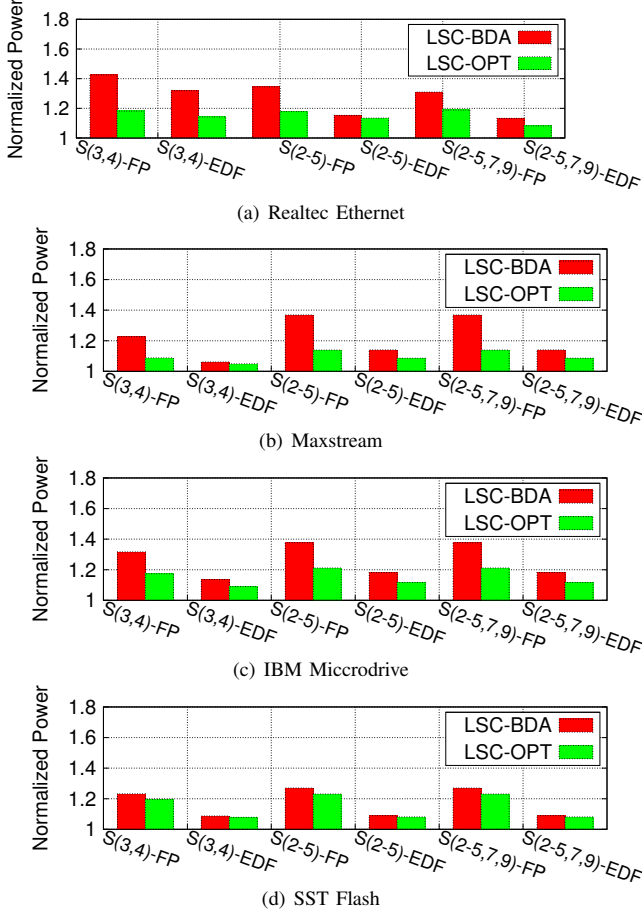 Normalized Power
1.8
1.6
1.4
1.2
1
LSC-BDA
LSC-OPT
S(3,4)-FP
S(3,4)-EDF
S(2-5)-FP
S(2-5)-EDF
S(2-5,7,9)-FP
S(2-5,7,9)-EDF
(a) Realtec Ethernet
Normalized Power
1.8
1.6
1.4
1.2
1
LSC-BDA
LSC-OPT
S(3,4)-FP
S(3,4)-EDF
S(2-5)-FP
S(2-5)-EDF
S(2-5,7,9)-FP
S(2-5,7,9)-EDF
(b) Maxstream
Normalized Power
1.8
1.6
1.4
1.2
1
LSC-BDA
LSC-OPT
S(3,4)-FP
S(3,4)-EDF
S(2-5)-FP
S(2-5)-EDF
S(2-5,7,9)-FP
S(2-5,7,9)-EDF
(c) IBM Miccrodrive
Normalized Power
1.8
1.6
1.4
1.2
1
LSC-BDA
LSC-OPT
S(3,4)-FP
S(3,4)-EDF
S(2-5)-FP
S(2-5)-EDF
S(2-5,7,9)-FP
S(2-5,7,9)-EDF
(d) SST Flash